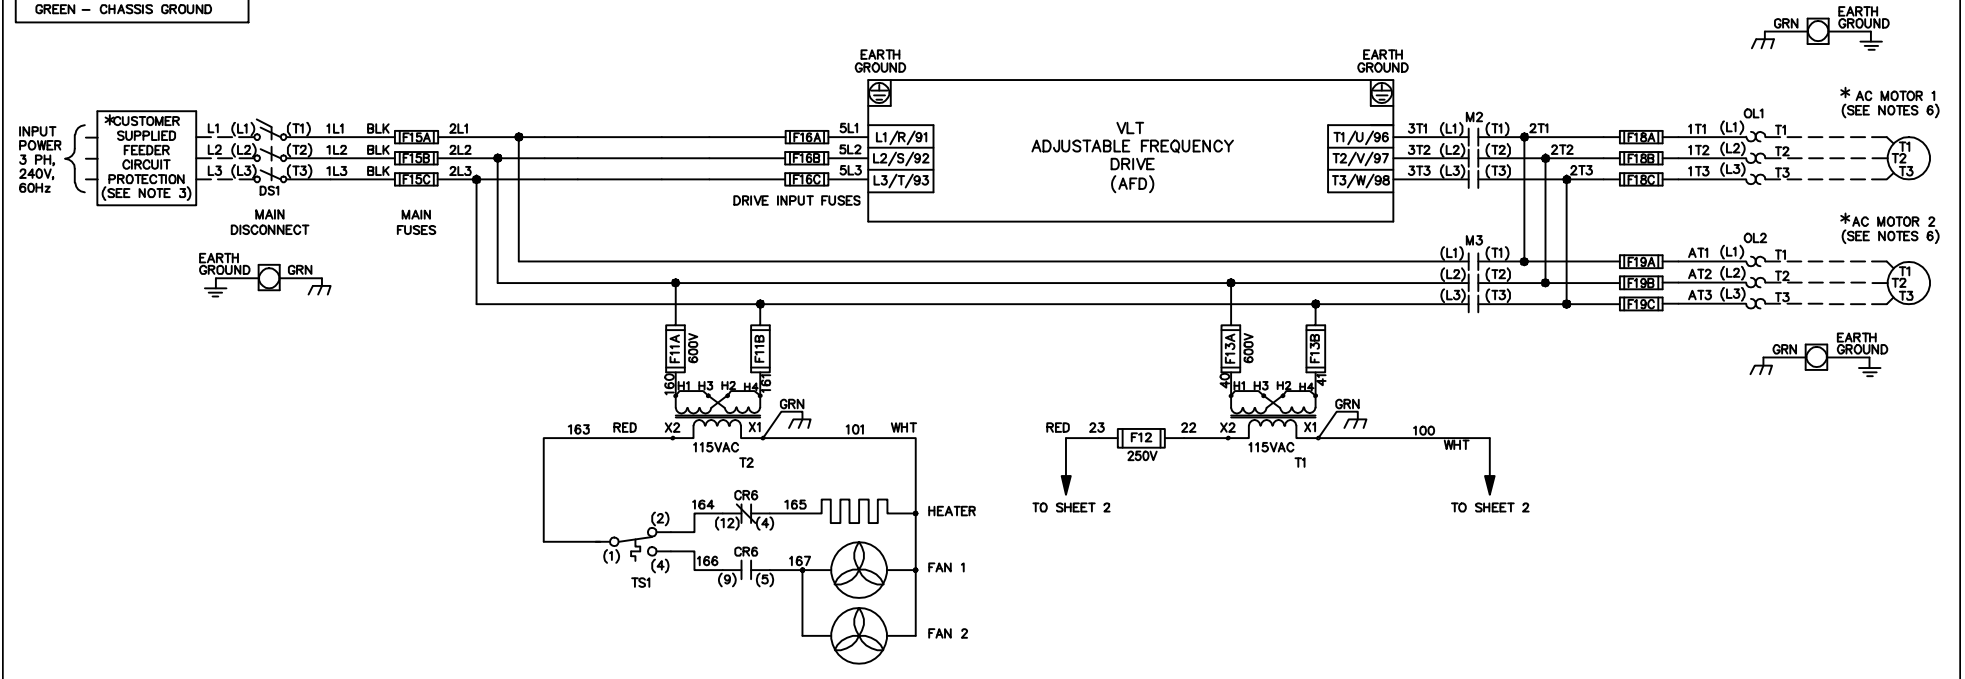 GREEN - CHASSIS GROUND
EARTH
GROUND
GRN
EARTH
GROUND
EARTH
GROUND
INPUT
POWER
3 PH,
240V,
60Hz
*CUSTOMER
SUPPLIED
FEEDER
CIRCUIT
PROTECTION
(SEE NOTE 3)
L1 (L1) (T1) 1L1 BLK F15A 2L1
L2 (L2) (T2) 1L2 BLK F15B 2L2
L3 (L3) (T3) 1L3 BLK F15C 2L3
DS1
MAIN
DISCONNECT
MAIN
FUSES
F16A 5L1 L1/R/91
F16B 5L2 L2/S/92
F16C 5L3 L3/T/93
DRIVE INPUT FUSES
VLT
ADJUSTABLE FREQUENCY
DRIVE
(AFD)
M2
T1/U/96 3T1 (L1) (T1) 2T1 F18A 1T1 (L1) T1
T2/V/97 3T2 (L2) (T2) 2T2 F18B 1T2 (L2) T2
T3/W/98 3T3 (L3) (T3) 2T3 F18C 1T3 (L3) T3
OL1
* AC MOTOR 1
(SEE NOTES 6)
T1
T2
T3
EARTH
GROUND
GRN
M3
(L1) (T1) F19A AT1 (L1) T1
(L2) (T2) F19B AT2 (L2) T2
(L3) (T3) F19C AT3 (L3) T3
OL2
*AC MOTOR 2
(SEE NOTES 6)
T1
T2
T3
GRN
EARTH
GROUND
F11A
600V
F11B
160
161
H1 H3 H2 H4
GRN
163 RED X2 X1 101 WHT
115VAC
T2
F13A
600V
F13B
40
41
H1 H3 H2 H4
GRN
RED 23 F12 22 X2 X1 100
WHT
250V
115VAC
T1
TO SHEET 2
TO SHEET 2
CR6
164 165
(2) (12) (4)
HEATER
(1)
(4)
TS1
CR6
166 167
(9) (5)
FAN 1
FAN 2